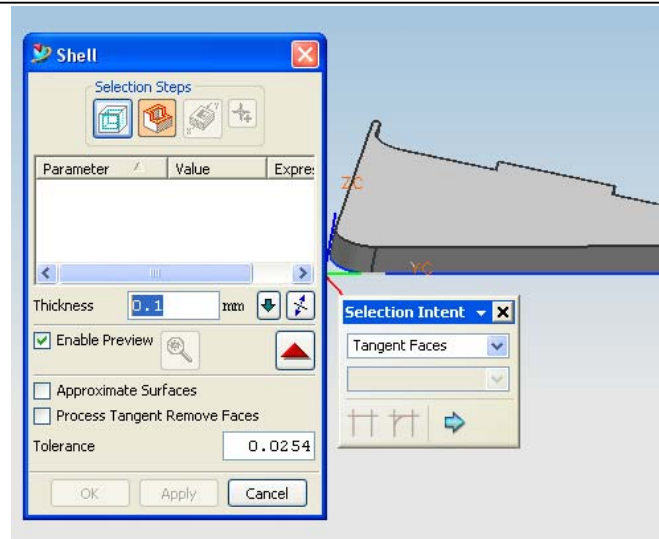 Shell
Selection Steps
Parameter Value Expre
Thickness 0.1 mm
Enable Preview
Approximate Surfaces
Process Tangent Remove Faces
Tolerance 0.0254
OK Apply Cancel
ZC
YC
Selection Intent
Tangent Faces